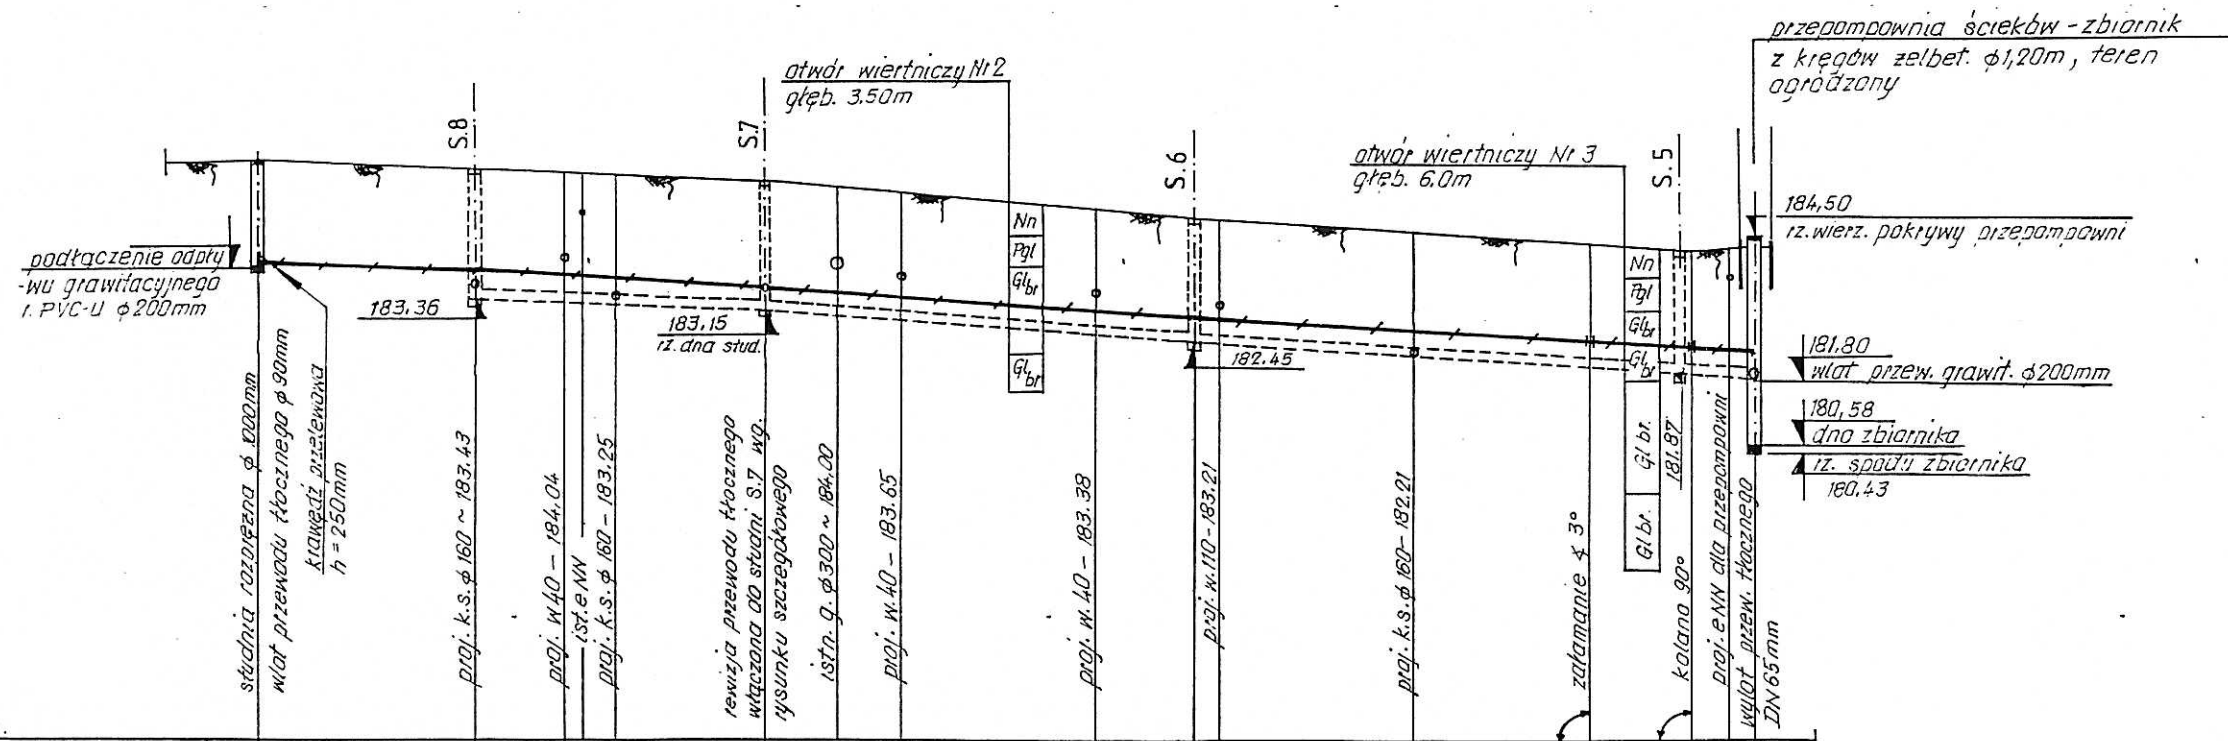 przepompownia ścieków - zbiornik
z kręgów żelbet. ϕ1,20m, teren
ogrodzony
otwór wiertniczy Nr 2
głęb. 3.50m
S.8
S.7
S.6
otwór wiertniczy Nr 3
głęb. 6.0m
S.5
184,50
rz. wierz. pokrywy przepompowni
podłączenie odpły
-wu grawitacyjnego
r. PVC-U ϕ200mm
183.36
183.15
rz. dna stud.
Nn
Pgl
Glbr
Glbr
182.45
Nn
Pgl
Glbr
Glbr
Gl br.
Gl br.
181.87
181.80
wlot przew. grawit. ϕ200mm
180,58
dno zbiornika
rz. spodu zbiornika
180.43
studnia rozprężna ϕ 1000mm
wlot przewodu tłocznego ϕ 90mm
krawędź przelewowa
h = 250mm
proj. k.s. ϕ 160 ~ 183.43
proj. w 40 - 184.04
ist. eNN
proj. k.s. ϕ 160 - 183.25
rewizja przewodu tłocznego
włączona do studni S.7 wg.
rysunku szczegółowego
istn. g. ϕ300 ~ 184.00
proj. w. 40 - 183.65
proj. w. 40 - 183.38
proj. w. 110 - 183.21
proj. k.s. ϕ 160 - 182.21
załamanie ∢ 3°
kolano 90°
proj. eNN dla przepompowni
wylot przew. tłocznego
DN 65 mm